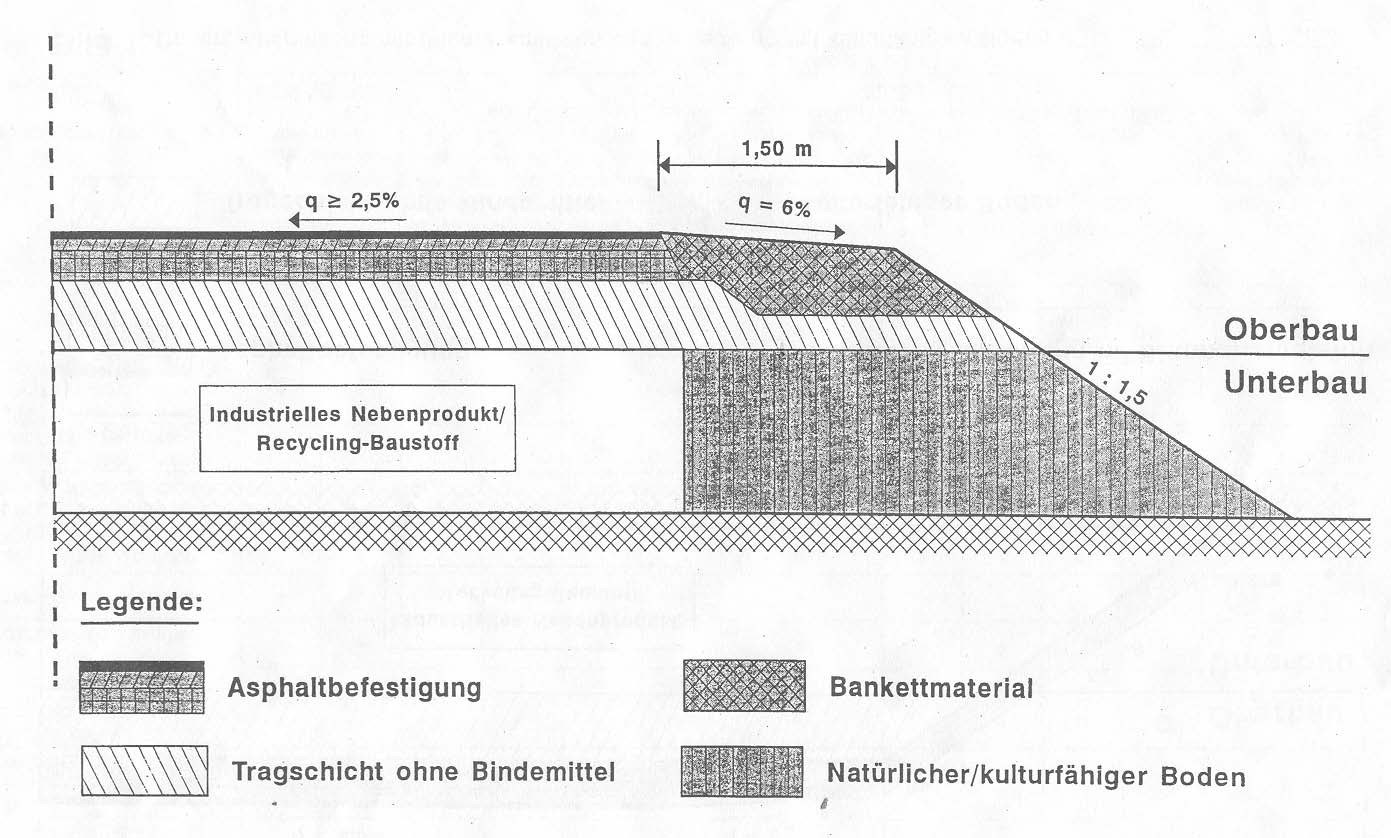 1,50 m
q ≥ 2,5%
q = 6%
Oberbau
Unterbau
1 : 1,5
Industrielles Nebenprodukt/
Recycling-Baustoff
Legende:
Asphaltbefestigung
Bankettmaterial
Tragschicht ohne Bindemittel
Natürlicher/kulturfähiger Boden